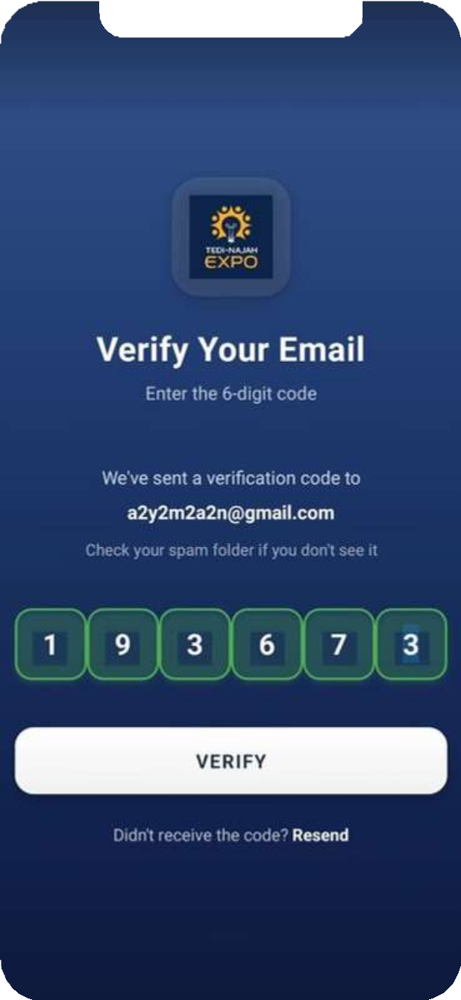 TEDI-NAJAH
EXPO
Verify Your Email
Enter the 6-digit code
We've sent a verification code to
a2y2m2a2n@gmail.com
Check your spam folder if you don't see it
1 9 3 6 7 3
VERIFY
Didn't receive the code? Resend